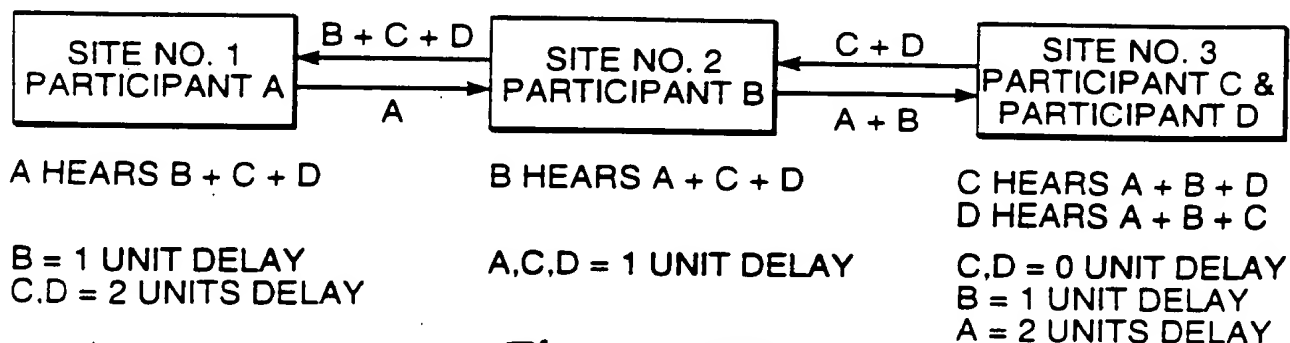 SITE NO. 1
PARTICIPANT A
B + C + D
A
SITE NO. 2
PARTICIPANT B
C + D
A + B
SITE NO. 3
PARTICIPANT C &
PARTICIPANT D
A HEARS B + C + D
B = 1 UNIT DELAY
C,D = 2 UNITS DELAY
B HEARS A + C + D
A,C,D = 1 UNIT DELAY
C HEARS A + B + D
D HEARS A + B + C
C,D = 0 UNIT DELAY
B = 1 UNIT DELAY
A = 2 UNITS DELAY